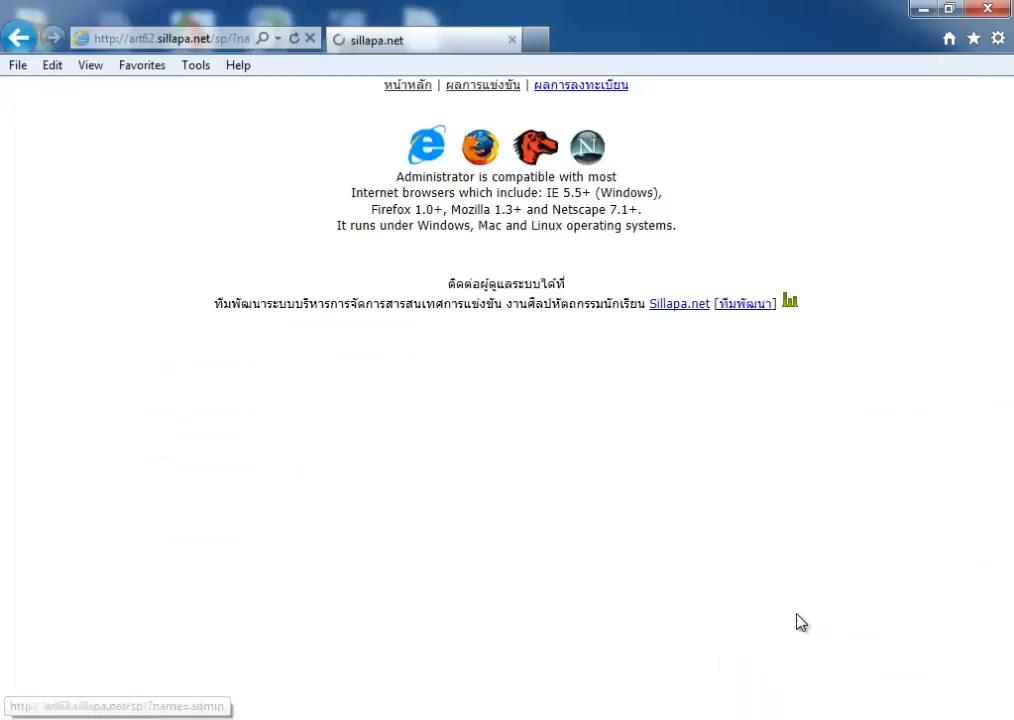 http://art62.sillapa.net/sp/?na
sillapa.net
File Edit View Favorites Tools Help
หน้าหลัก | ผลการแข่งขัน | ผลการลงทะเบียน
N
Administrator is compatible with most
Internet browsers which include: IE 5.5+ (Windows),
Firefox 1.0+, Mozilla 1.3+ and Netscape 7.1+.
It runs under Windows, Mac and Linux operating systems.
ติดต่อผู้ดูแลระบบได้ที่
ทีมพัฒนาระบบบริหารการจัดการสารสนเทศการแข่งขัน งานศิลปหัตถกรรมนักเรียน Sillapa.net [ทีมพัฒนา]
http://art62.sillapa.net/sp/?name=admin